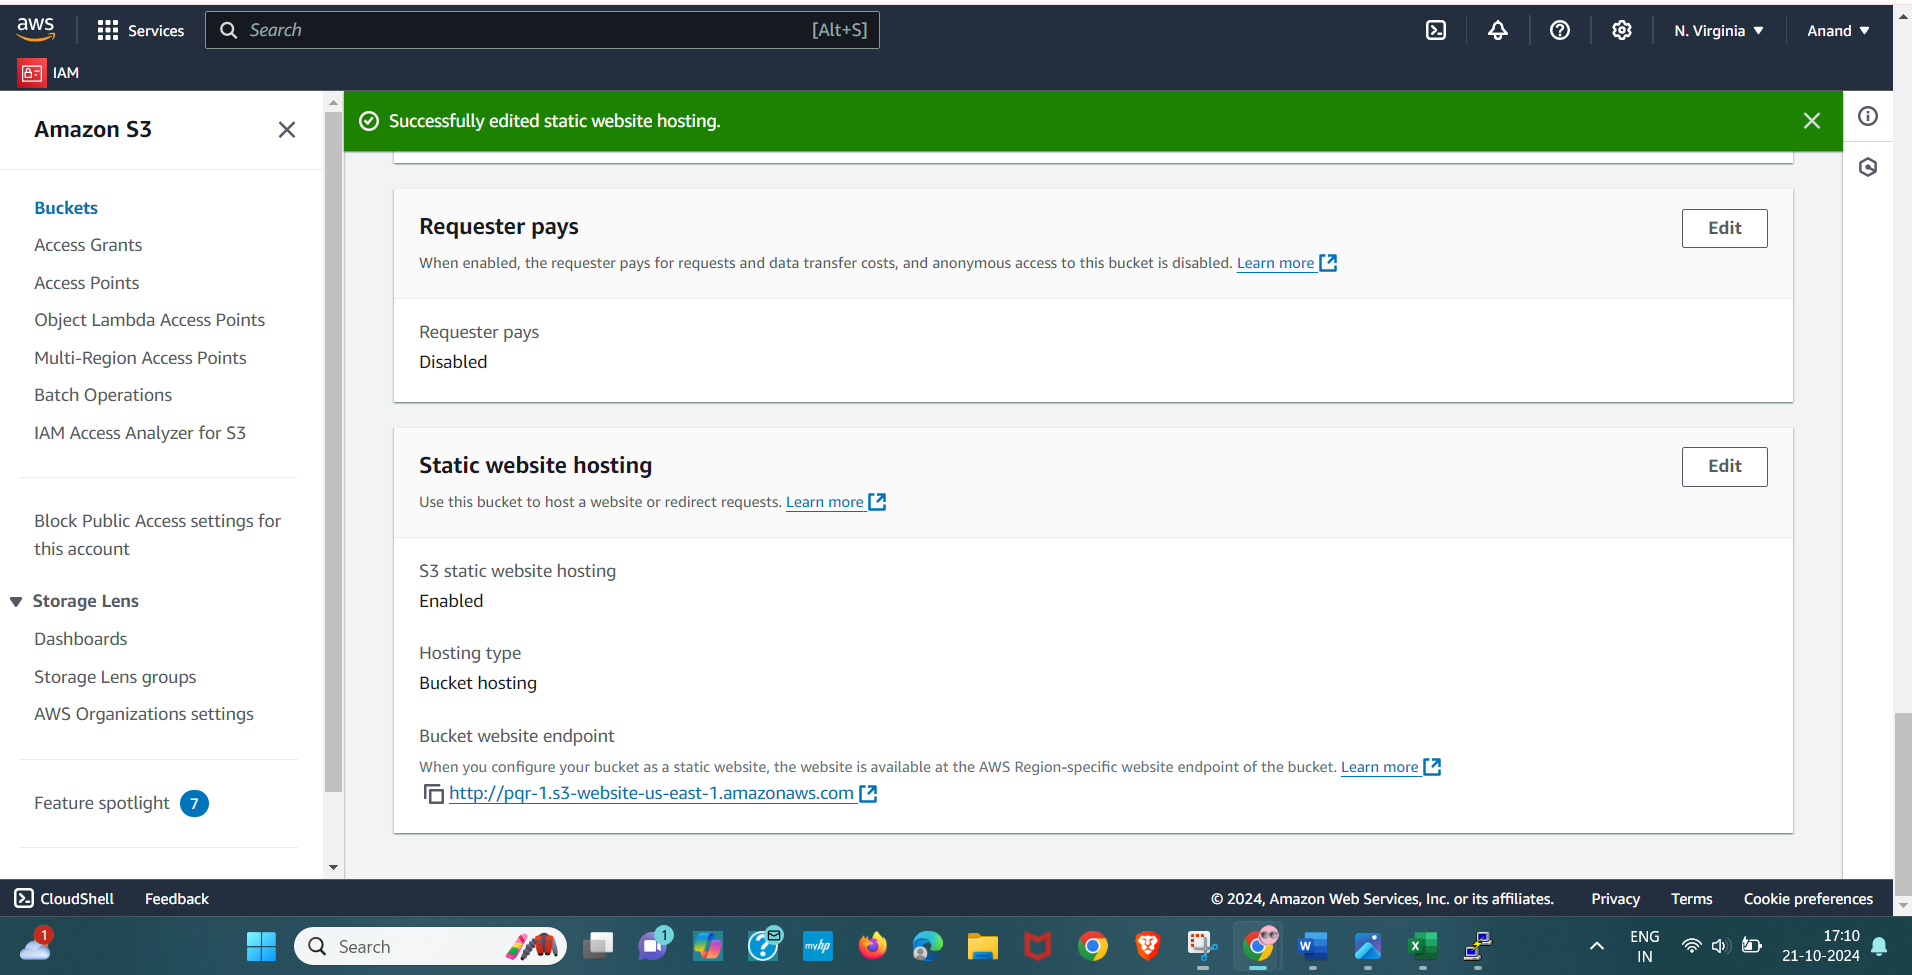 aws
Services
Search
[Alt+S]
N. Virginia
Anand
IAM
Amazon S3
Buckets
Access Grants
Access Points
Object Lambda Access Points
Multi-Region Access Points
Batch Operations
IAM Access Analyzer for S3
Block Public Access settings for
this account
Storage Lens
Dashboards
Storage Lens groups
AWS Organizations settings
Feature spotlight 7
Successfully edited static website hosting.
Requester pays
Edit
When enabled, the requester pays for requests and data transfer costs, and anonymous access to this bucket is disabled. Learn more
Requester pays
Disabled
Static website hosting
Edit
Use this bucket to host a website or redirect requests. Learn more
S3 static website hosting
Enabled
Hosting type
Bucket hosting
Bucket website endpoint
When you configure your bucket as a static website, the website is available at the AWS Region-specific website endpoint of the bucket. Learn more
http://pqr-1.s3-website-us-east-1.amazonaws.com
CloudShell
Feedback
© 2024, Amazon Web Services, Inc. or its affiliates.
Privacy
Terms
Cookie preferences
1
Search
1
myhp
W
X
ENG
IN
17:10
21-10-2024